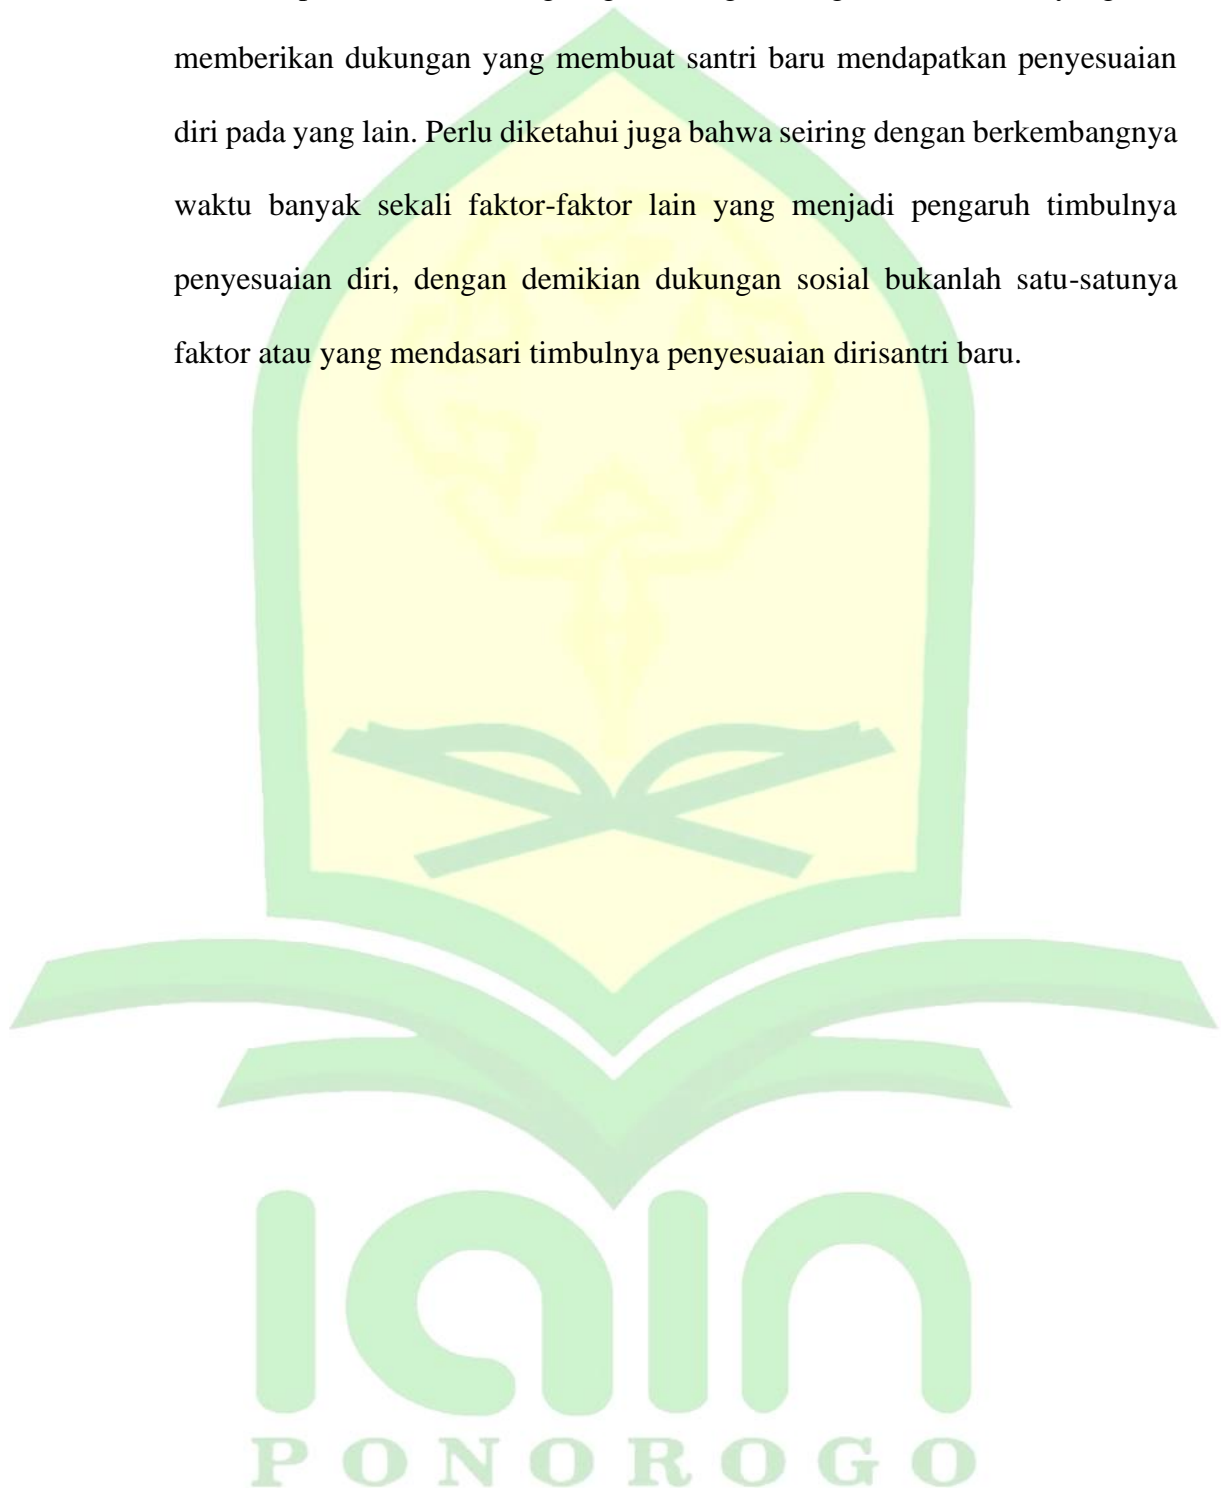 memberikan dukungan yang membuat santri baru mendapatkan penyesuaian
diri pada yang lain. Perlu diketahui juga bahwa seiring dengan berkembangnya
waktu banyak sekali faktor-faktor lain yang menjadi pengaruh timbulnya
penyesuaian diri, dengan demikian dukungan sosial bukanlah satu-satunya
faktor atau yang mendasari timbulnya penyesuaian dirisantri baru.
iain
PONOROGO